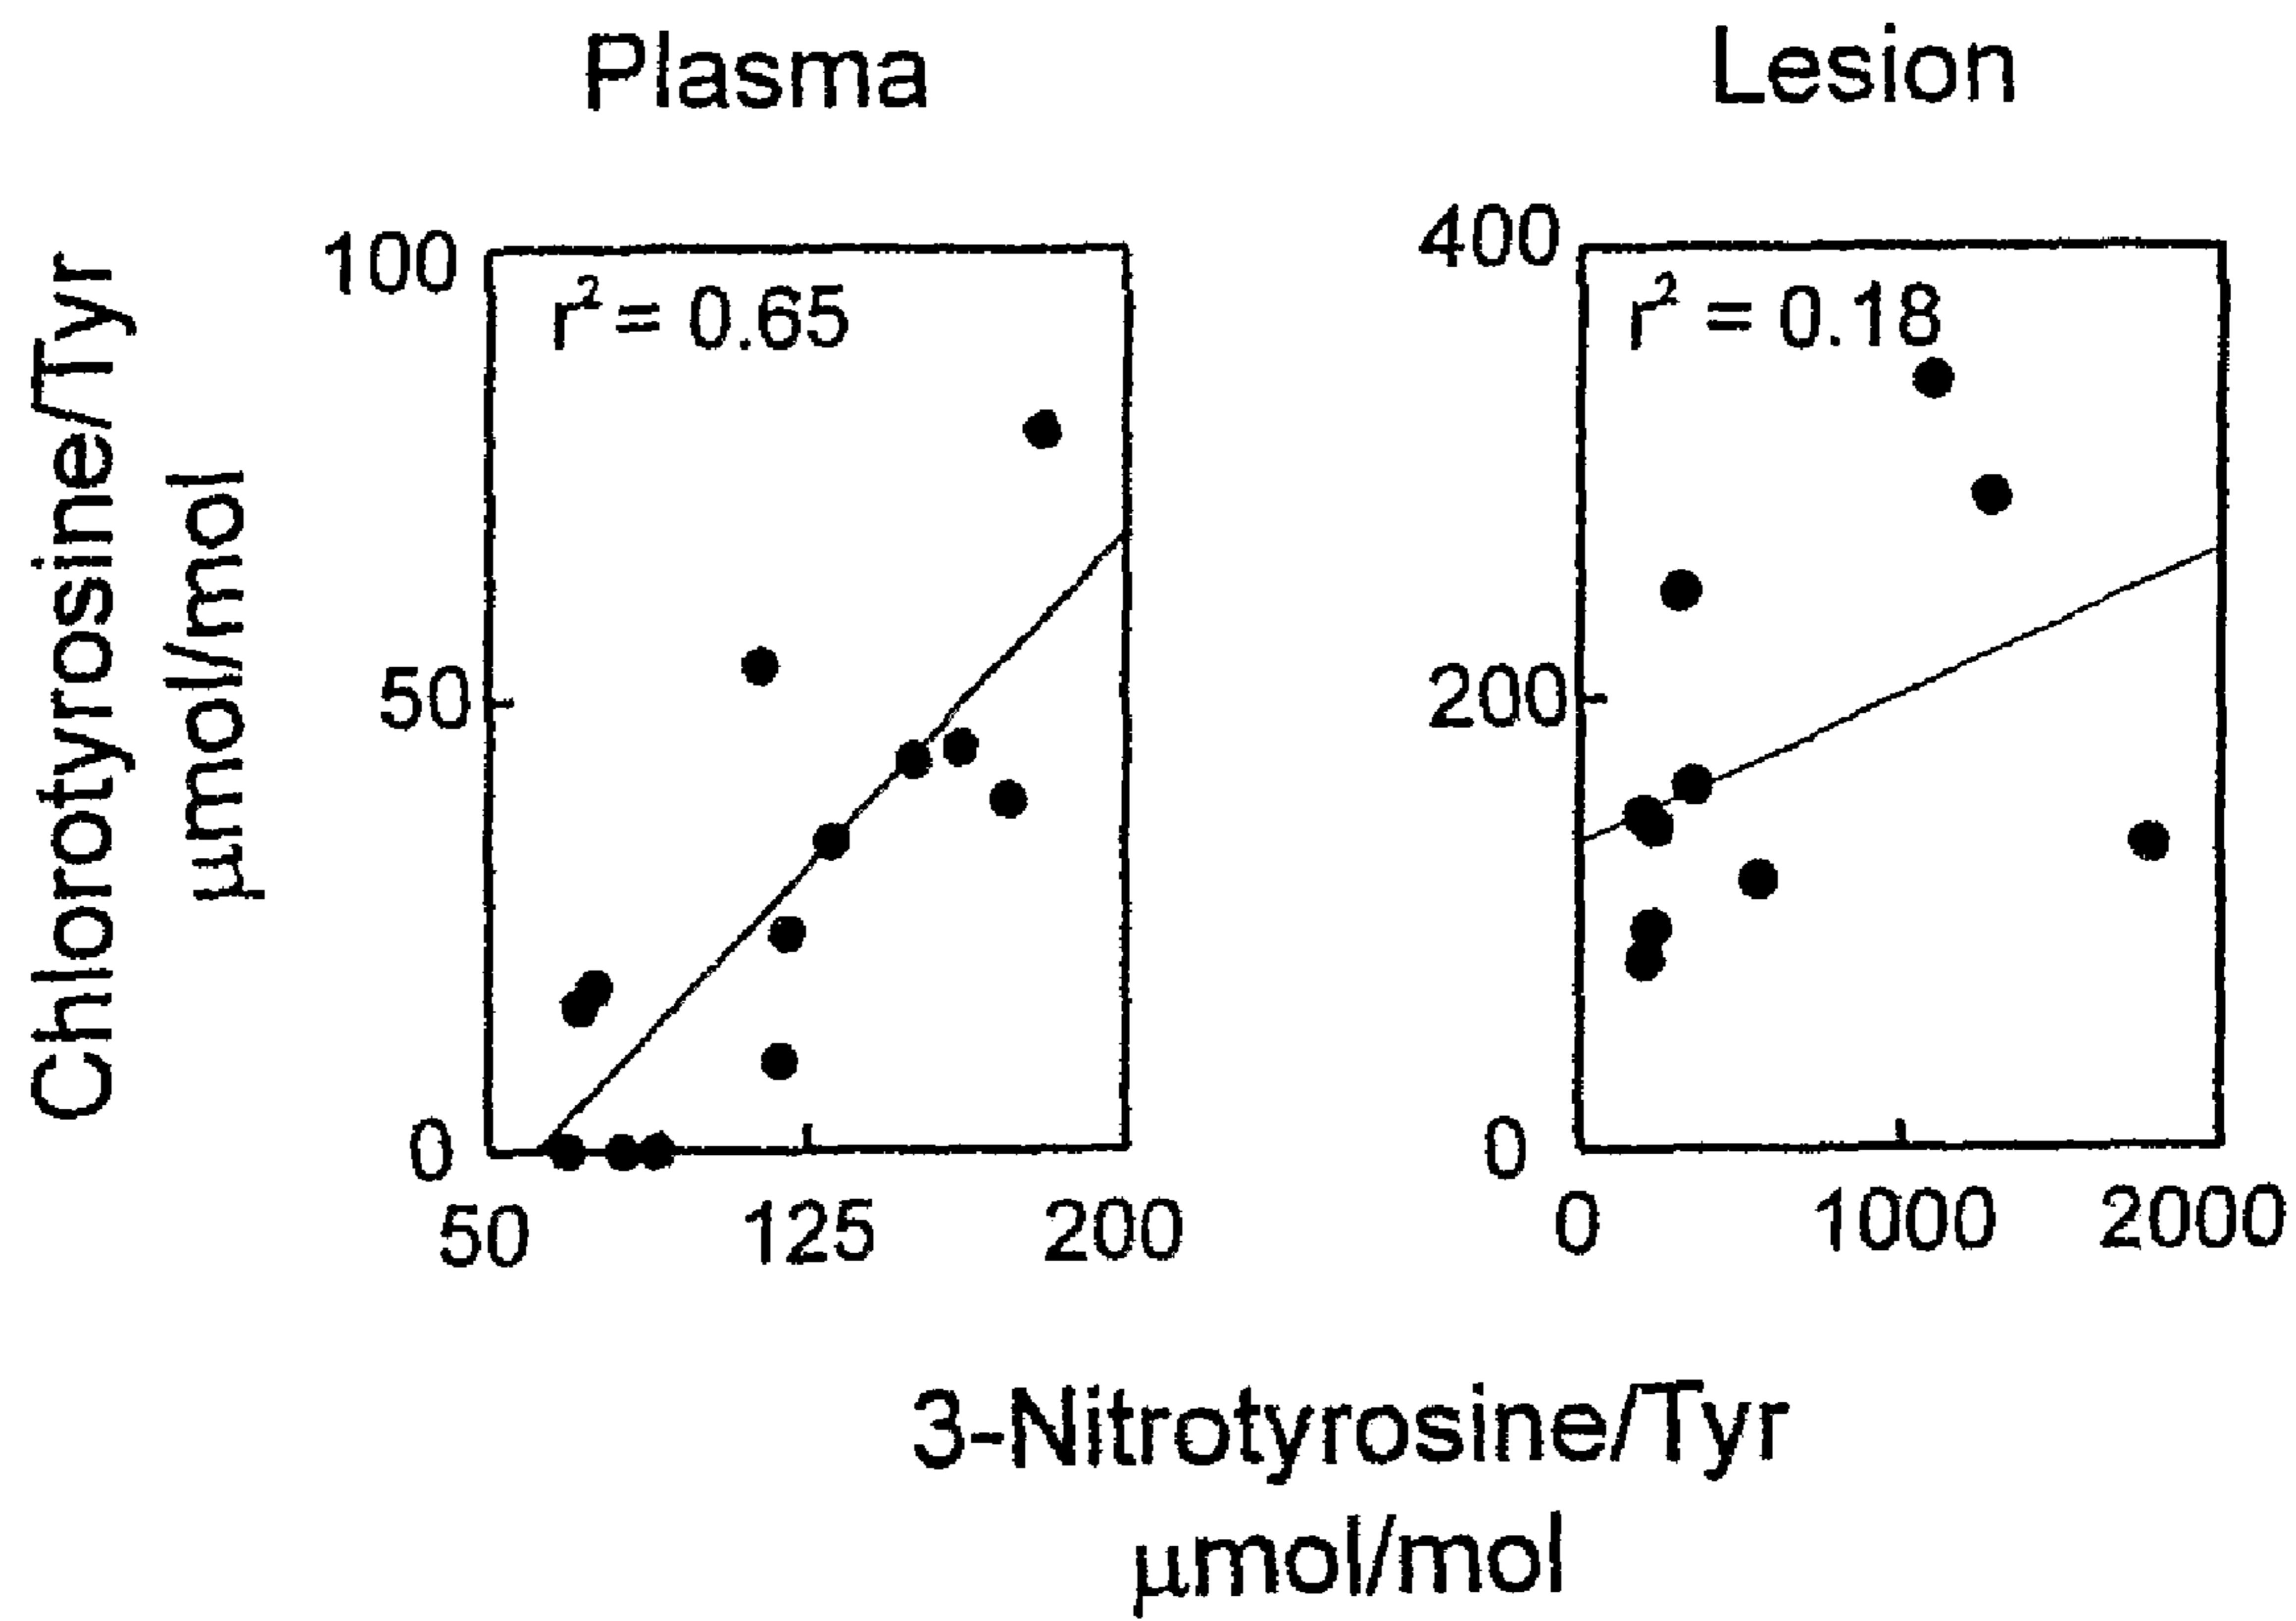 Plasma
Lesion
Chlorotyrosine/Tyr
µmol/mol
100
50
0
r² = 0.65
50
125
200
400
200
0
r² = 0.18
0
1000
2000
3-Nitrotyrosine/Tyr
µmol/mol